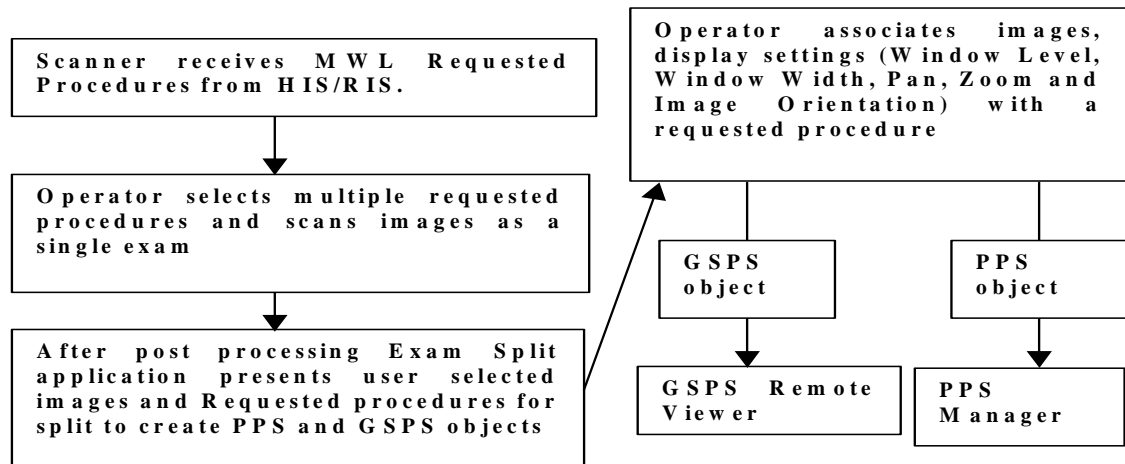 Scanner receives MWL Requested
Procedures from HIS/RIS.
Operator selects multiple requested
procedures and scans images as a
single exam
After post processing Exam Split
application presents user selected
images and Requested procedures for
split to create PPS and GSPS objects
Operator associates images,
display settings (Window Level,
Window Width, Pan, Zoom and
Image Orientation) with a
requested procedure
GSPS
object
PPS
object
GSPS Remote
Viewer
PPS
Manager